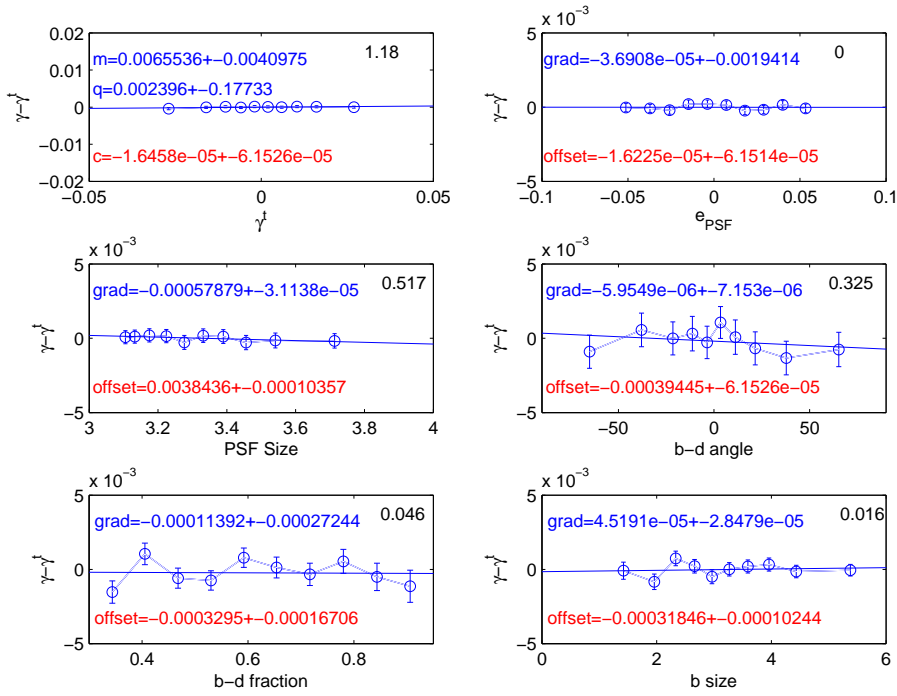 0.02
0.01
0
−0.01
−0.02
−0.05
0
0.05
γ−γᵗ
γᵗ
m=0.0065536+−0.0040975
1.18
q=0.002396+−0.17733
c=−1.6458e−05+−6.1526e−05
x 10⁻³
5
0
−5
−0.1
−0.05
0
0.05
0.1
γ−γᵗ
e_PSF
grad=−3.6908e−05+−0.0019414
0
offset=−1.6225e−05+−6.1514e−05
x 10⁻³
5
0
−5
3
3.2
3.4
3.6
3.8
4
γ−γᵗ
PSF Size
grad=−0.00057879+−3.1138e−05
0.517
offset=0.0038436+−0.00010357
x 10⁻³
5
0
−5
−50
0
50
γ−γᵗ
b−d angle
grad=−5.9549e−06+−7.153e−06
0.325
offset=−0.00039445+−6.1526e−05
x 10⁻³
5
0
−5
0.4
0.6
0.8
γ−γᵗ
b−d fraction
grad=−0.00011392+−0.00027244
0.046
offset=−0.0003295+−0.00016706
x 10⁻³
5
0
−5
0
2
4
6
γ−γᵗ
b size
grad=4.5191e−05+−2.8479e−05
0.016
offset=−0.00031846+−0.00010244